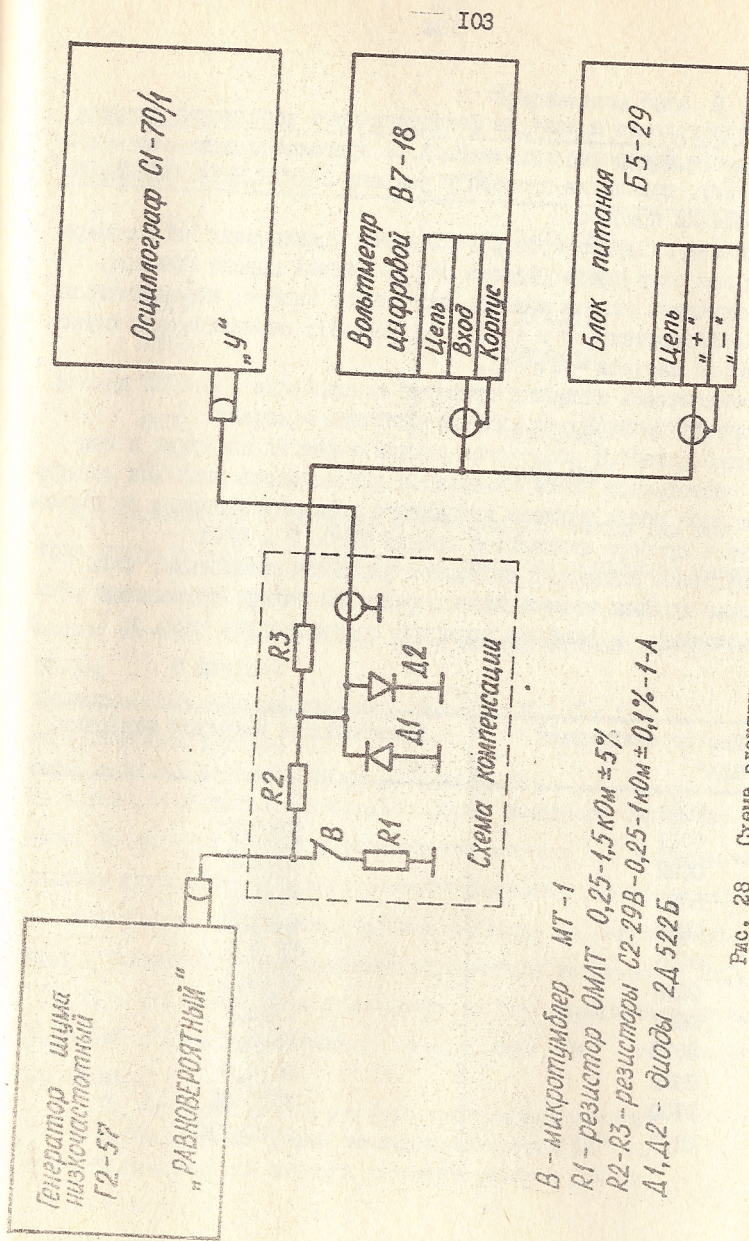 I03
Генератор шума
низкочастотный
Г2-57
„РАВНОВЕРОЯТНЫЙ“
Осциллограф С1-70/1
„У“
Вольтметр
цифровой В7-18
Цепь
Вход
Корпус
Блок питания Б5-29
Цепь
„+“
„−“
R2
R3
В
R1
Д1
Д2
Схема компенсации
В - микротумблер МТ-1
R1 - резистор ОМЛТ 0,25-1,5 кОм ±5%
R2-R3 - резисторы С2-29В-0,25-1кОм ± 0,1%-1-А
Д1, Д2 - диоды 2Д522Б
Рис. 28 Схема